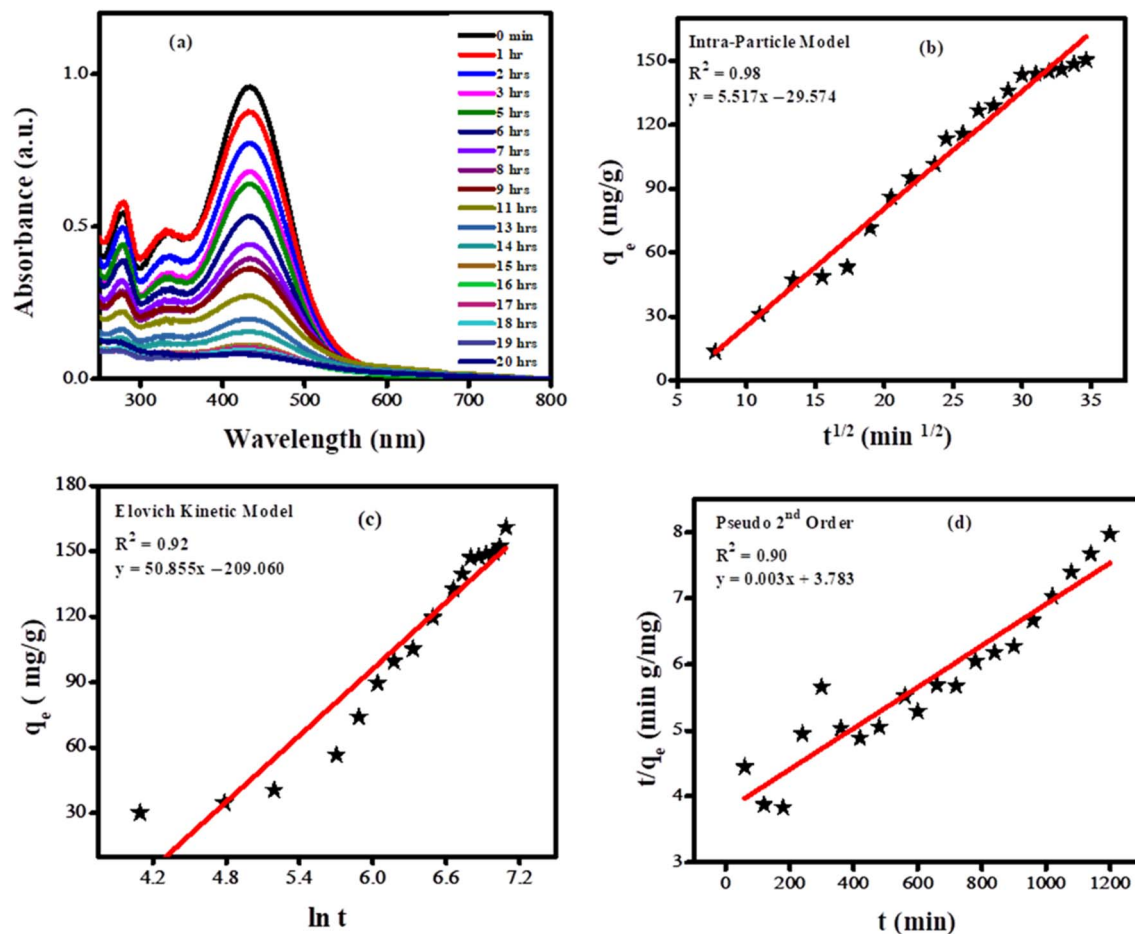 (a)
0 min
1 hr
2 hrs
3 hrs
5 hrs
6 hrs
7 hrs
8 hrs
9 hrs
11 hrs
13 hrs
14 hrs
15 hrs
16 hrs
17 hrs
18 hrs
19 hrs
20 hrs
1.0
0.5
0.0
300 400 500 600 700 800
Absorbance (a.u.)
Wavelength (nm)
Intra-Particle Model (b)
R² = 0.98
y = 5.517x −29.574
150
120
90
60
30
0
5 10 15 20 25 30 35
qₑ (mg/g)
t¹ᐟ² (min ¹ᐟ²)
Elovich Kinetic Model (c)
R² = 0.92
y = 50.855x −209.060
180
150
120
90
60
30
4.2 4.8 5.4 6.0 6.6 7.2
qₑ ( mg/g)
ln t
Pseudo 2ⁿᵈ Order (d)
R² = 0.90
y = 0.003x + 3.783
8
7
6
5
4
3
0 200 400 600 800 1000 1200
t/qₑ (min g/mg)
t (min)